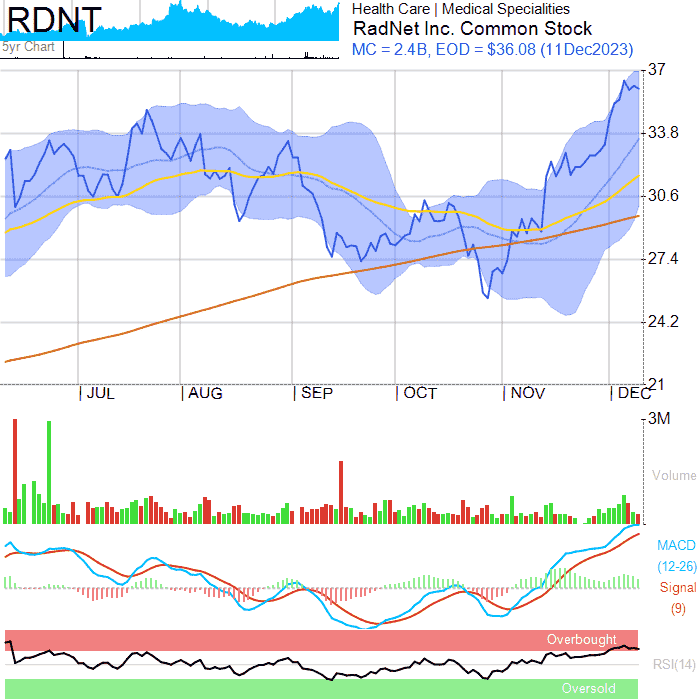 RDNT
5yr Chart
Health Care | Medical Specialities
RadNet Inc. Common Stock
MC = 2.4B, EOD = $36.08 (11Dec2023)
37
33.8
30.6
27.4
24.2
21
JUL
AUG
SEP
OCT
NOV
DEC
3M
Volume
MACD
(12-26)
Signal
(9)
Overbought
RSI(14)
Oversold